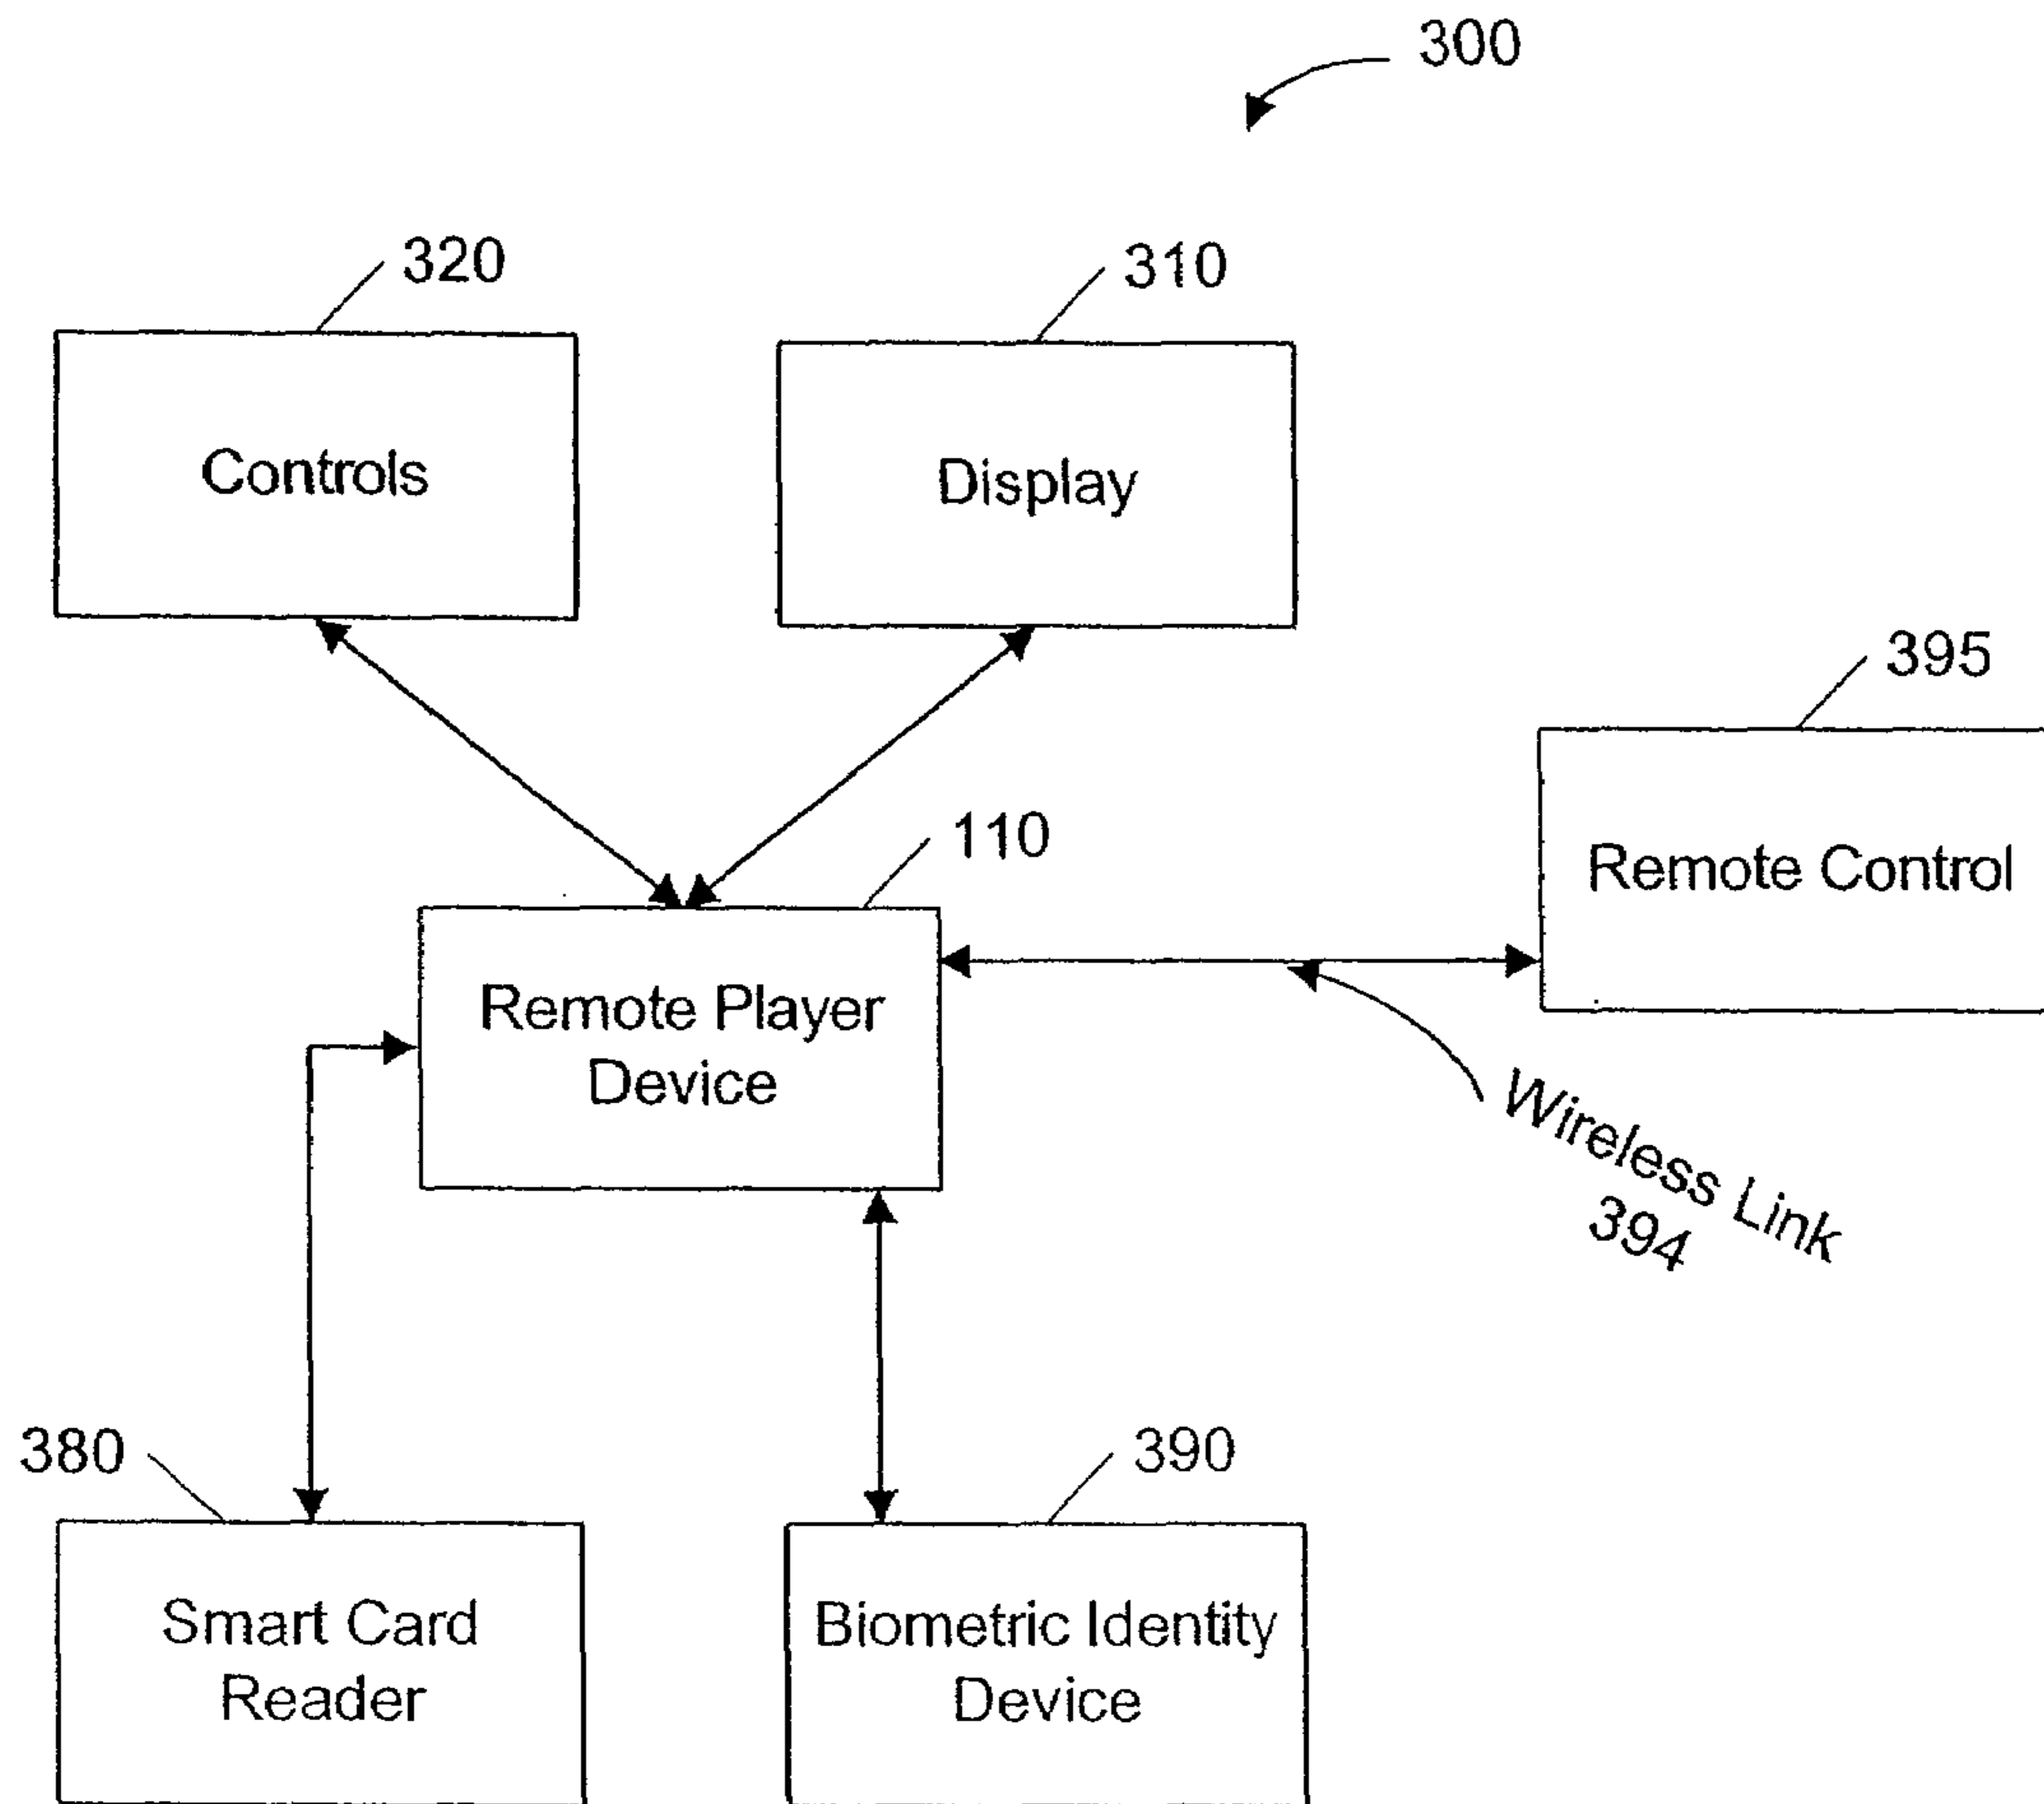 300
320
310
Controls
Display
395
Remote Control
110
Remote Player
Device
Wireless Link
394
380
390
Smart Card
Reader
Biometric Identity
Device